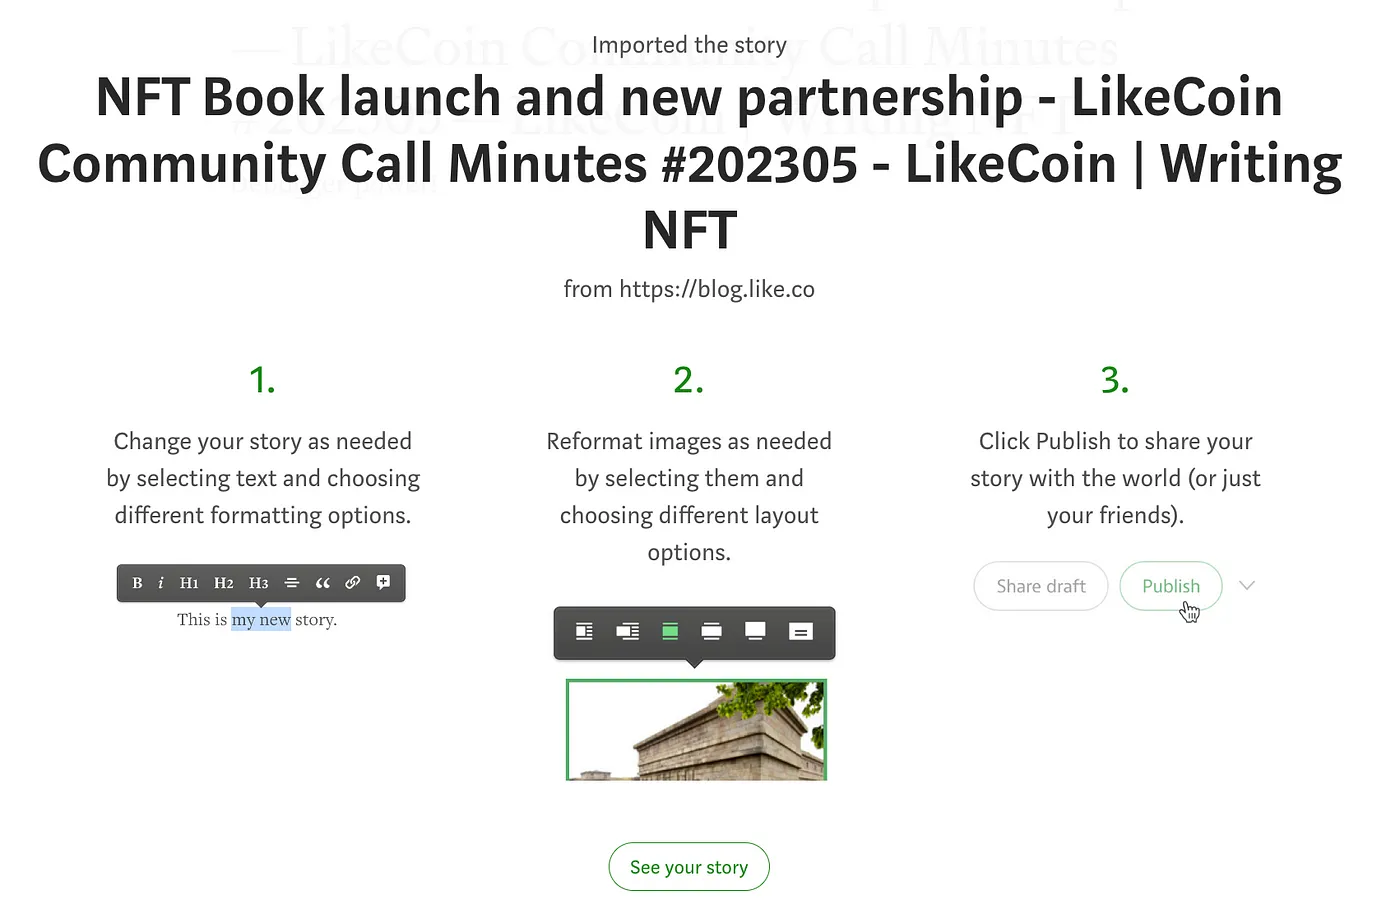 — LikeCoin Community Call Minutes
Imported the story
NFT Book launch and new partnership - LikeCoin
Community Call Minutes #202305 - LikeCoin | Writing
NFT
from https://blog.like.co
1.
Change your story as needed
by selecting text and choosing
different formatting options.
B i H1 H2 H3
This is my new story.
2.
Reformat images as needed
by selecting them and
choosing different layout
options.
3.
Click Publish to share your
story with the world (or just
your friends).
Share draft
Publish
See your story